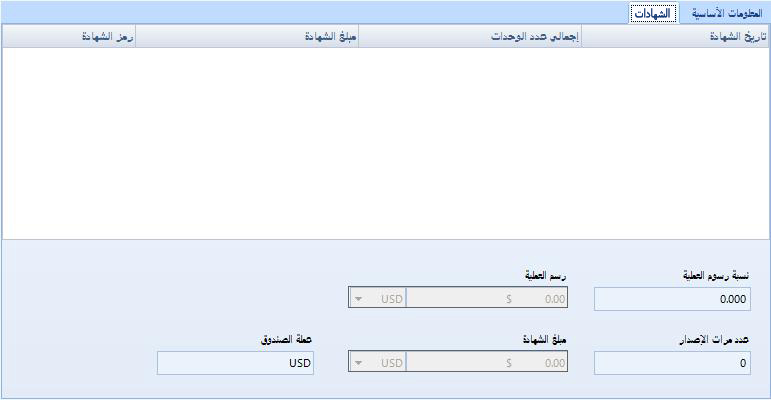 المعلومات الأساسية الشهادات
تاريخ الشهادة إجمالي عدد الوحدات مبلغ الشهادة رمز الشهادة
نسبة رسوم العملية رسم العملية
0.000 0.00 $ USD
عدد مرات الإصدار مبلغ الشهادة عملة الصندوق
0 0.00 $ USD USD